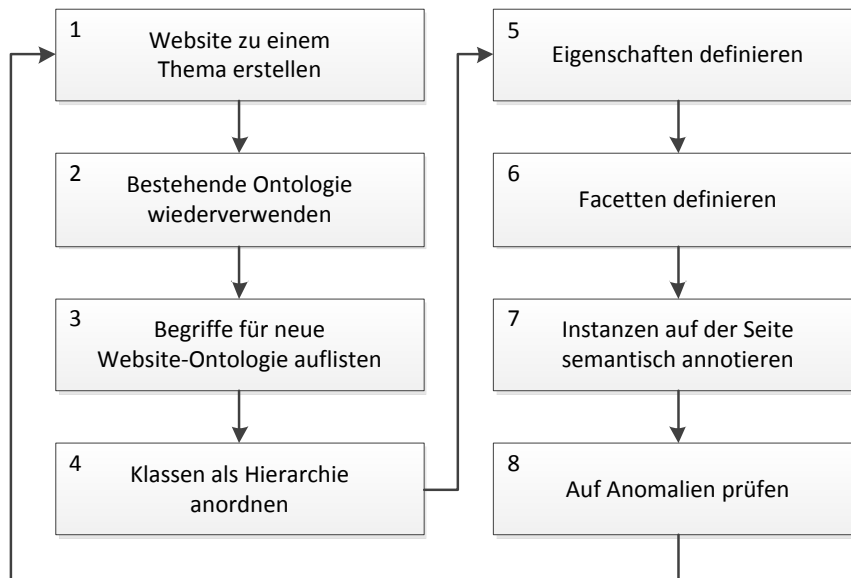 1
Website zu einem
Thema erstellen
2
Bestehende Ontologie
wiederverwenden
3
Begriffe für neue
Website-Ontologie auflisten
4
Klassen als Hierarchie
anordnen
5
Eigenschaften definieren
6
Facetten definieren
7
Instanzen auf der Seite
semantisch annotieren
8
Auf Anomalien prüfen